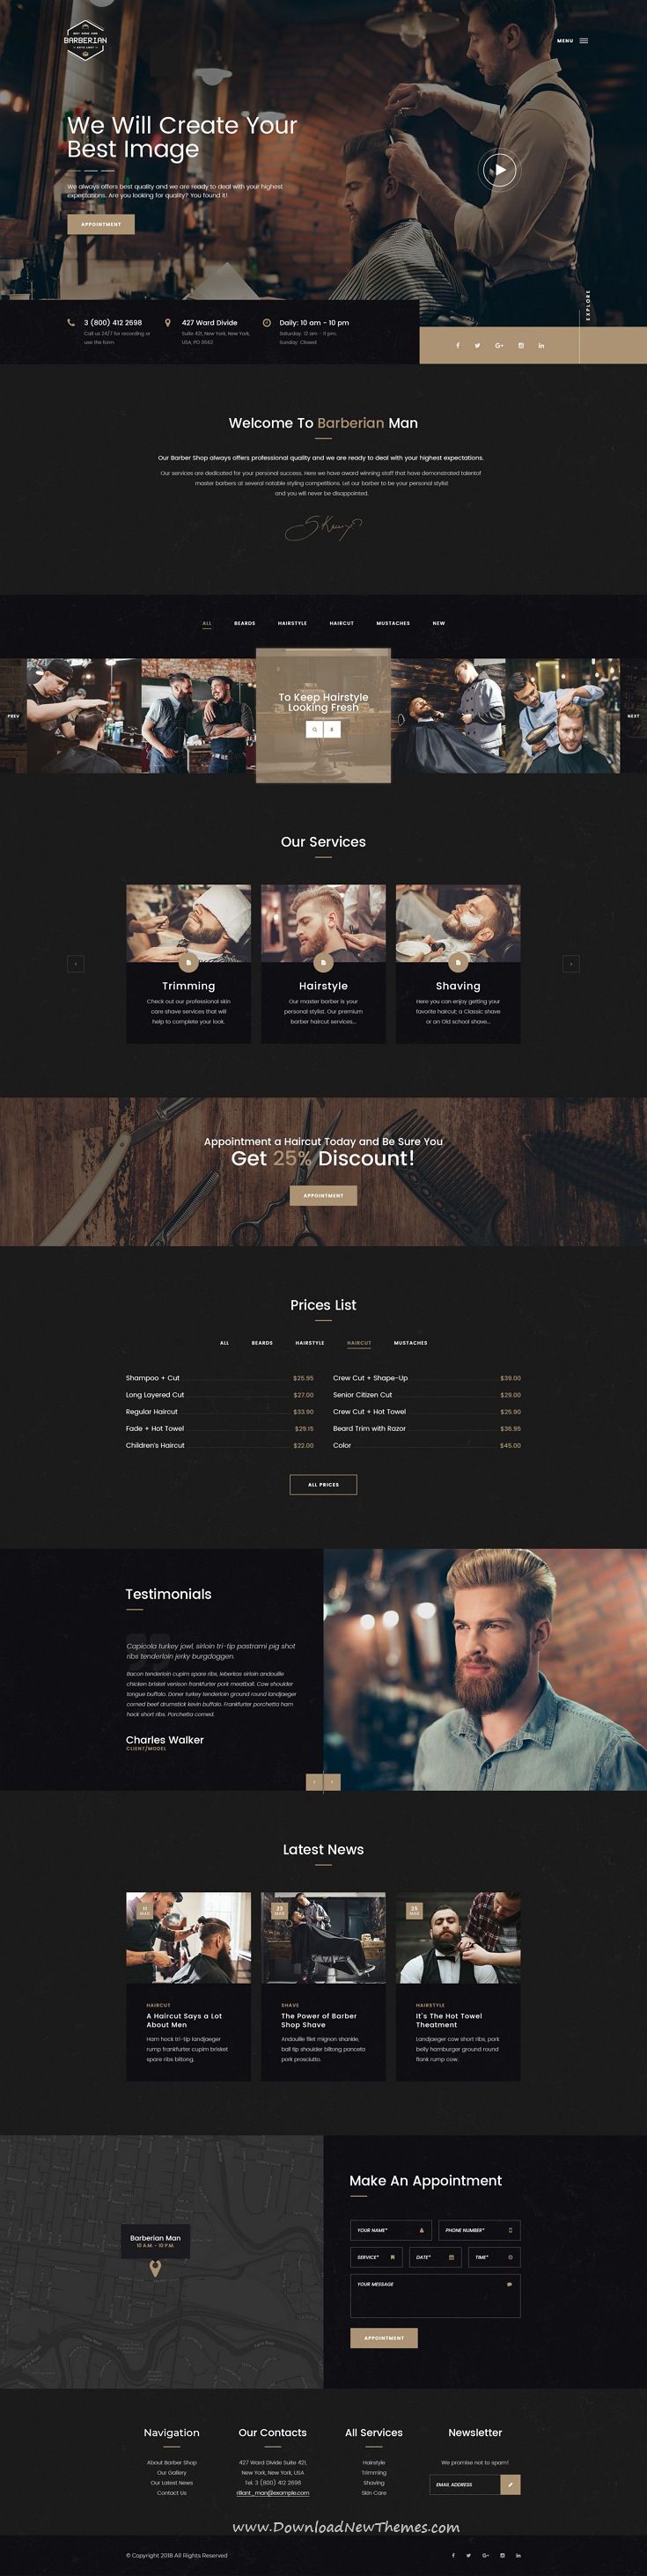 BARBERIAN
MENU
We Will Create Your
Best Image
We always offers best quality and we are ready to deal with your highest
expectations. Are you looking for quality? You found it!
APPOINTMENT
EXPLORE
3 (800) 412 2698
Call us 24/7 for recording or
use the form
427 Ward Divide
Suite 421, New York, New York,
USA, PO 9562
Daily: 10 am - 10 pm
Saturday: 12 am - 11 pm;
Sunday: Closed
Welcome To Barberian Man
Our Barber Shop always offers professional quality and we are ready to deal with your highest expectations.
Our services are dedicated for your personal success. Here we have award winning staff that have demonstrated talentof
master barbers at several notable styling competitions. Let our barber to be your personal stylist
and you will never be disappointed.
ALL BEARDS HAIRSTYLE HAIRCUT MUSTACHES NEW
To Keep Hairstyle
Looking Fresh
PREV
NEXT
Our Services
Trimming
Check out our professional skin
care shave services that will
help to complete your look.
Hairstyle
Our master barber is your
personal stylist. Our premium
barber haircut services...
Shaving
Here you can enjoy getting your
favorite haircut; a Classic shave
or an Old school shave...
Appointment a Haircut Today and Be Sure You
Get 25% Discount!
APPOINTMENT
Prices List
ALL BEARDS HAIRSTYLE HAIRCUT MUSTACHES
Shampoo + Cut $25.95
Long Layered Cut $27.00
Regular Haircut $33.90
Fade + Hot Towel $29.15
Children's Haircut $22.00
Crew Cut + Shape-Up $39.00
Senior Citizen Cut $29.00
Crew Cut + Hot Towel $25.90
Beard Trim with Razor $36.95
Color $45.00
ALL PRICES
Testimonials
Capicola turkey jowl, sirloin tri-tip pastrami pig shot
ribs tenderloin jerky burgdoggen.
Bacon tenderloin cupim spare ribs, leberkas sirloin andouille
chicken brisket venison frankfurter pork meatball. Cow shoulder
tongue buffalo. Doner turkey tenderloin ground round landjaeger
corned beef drumstick kevin buffalo. Frankfurter porchetta ham
hock short ribs. Porchetta corned.
Charles Walker
CLIENT/MODEL
Latest News
11
MAR
HAIRCUT
A Haircut Says a Lot
About Men
Ham hock tri-tip landjaeger
rump frankfurter cupim brisket
spare ribs biltong.
23
MAR
SHAVE
The Power of Barber
Shop Shave
Andouille filet mignon shankle,
ball tip shoulder biltong pancetta
pork prosciutto.
25
MAR
HAIRSTYLE
It's The Hot Towel
Theatment
Landjaeger cow short ribs, pork
belly hamburger ground round
flank rump cow.
Barberian Man
10 A.M. - 10 P.M.
Make An Appointment
YOUR NAME*
PHONE NUMBER*
SERVICE*
DATE*
TIME*
YOUR MESSAGE
APPOINTMENT
Navigation
About Barber Shop
Our Gallery
Our Latest News
Contact Us
Our Contacts
427 Ward Divide Suite 421,
New York, New York, USA
Tel. 3 (800) 412 2698
rillant_man@example.com
All Services
Hairstyle
Trimming
Shaving
Skin Care
Newsletter
We promise not to spam!
EMAIL ADDRESS
www.DownloadNewThemes.com
© Copyright 2018 All Rights Reserved